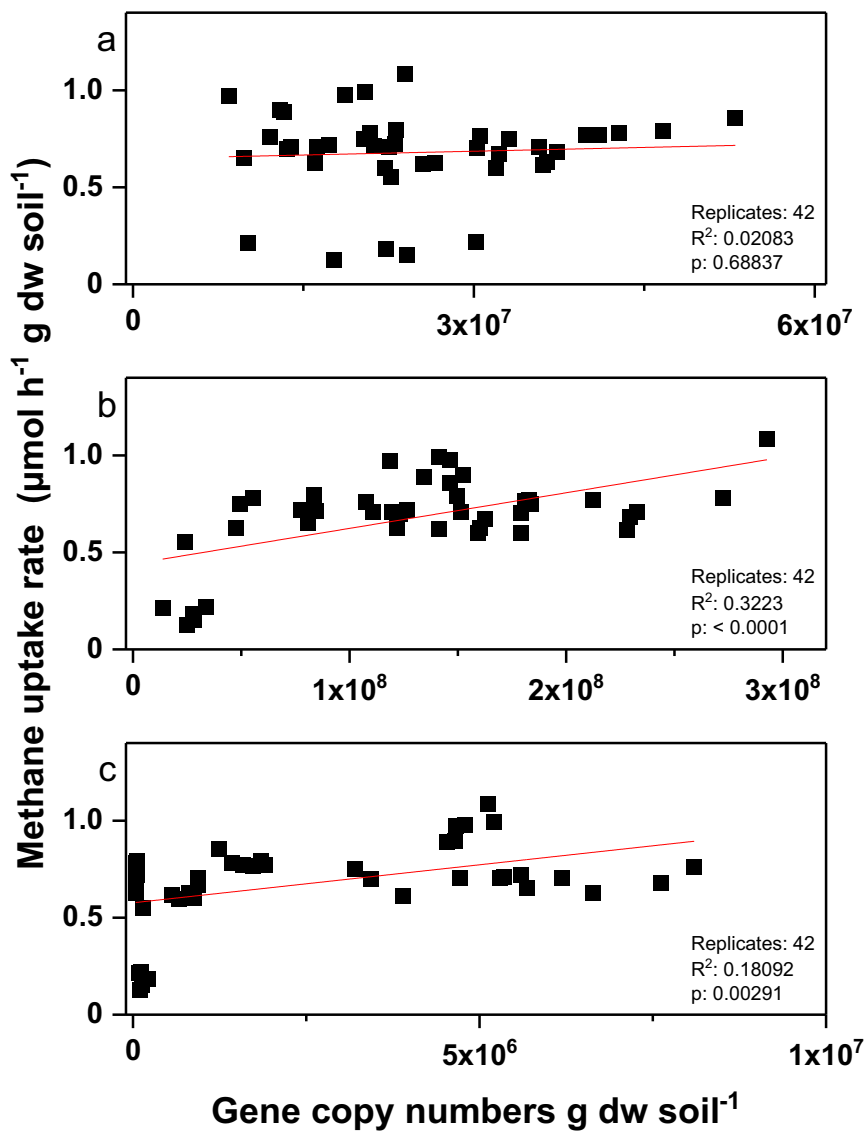 Methane uptake rate (µmol h⁻¹ g dw soil⁻¹)
a
1.0
0.5
0
Replicates: 42
R²: 0.02083
p: 0.68837
0
3x10⁷
6x10⁷
b
1.0
0.5
0
Replicates: 42
R²: 0.3223
p: < 0.0001
0
1x10⁸
2x10⁸
3x10⁸
c
1.0
0.5
0
Replicates: 42
R²: 0.18092
p: 0.00291
0
5x10⁶
1x10⁷
Gene copy numbers g dw soil⁻¹